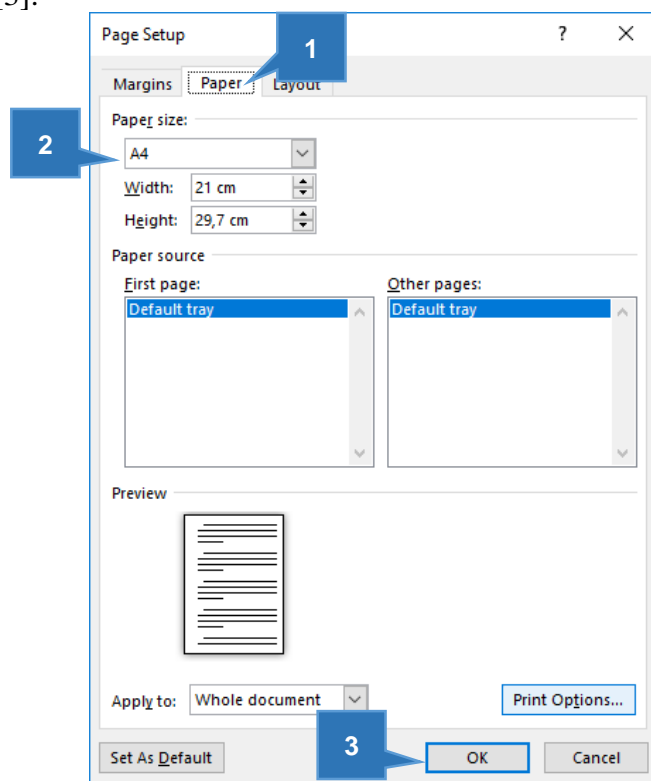 [3].
Page Setup ? ×
1
Margins Paper Layout
Paper size:
2
A4
Width: 21 cm
Height: 29,7 cm
Paper source
First page: Other pages:
Default tray Default tray
Preview
Apply to: Whole document Print Options...
3
Set As Default OK Cancel